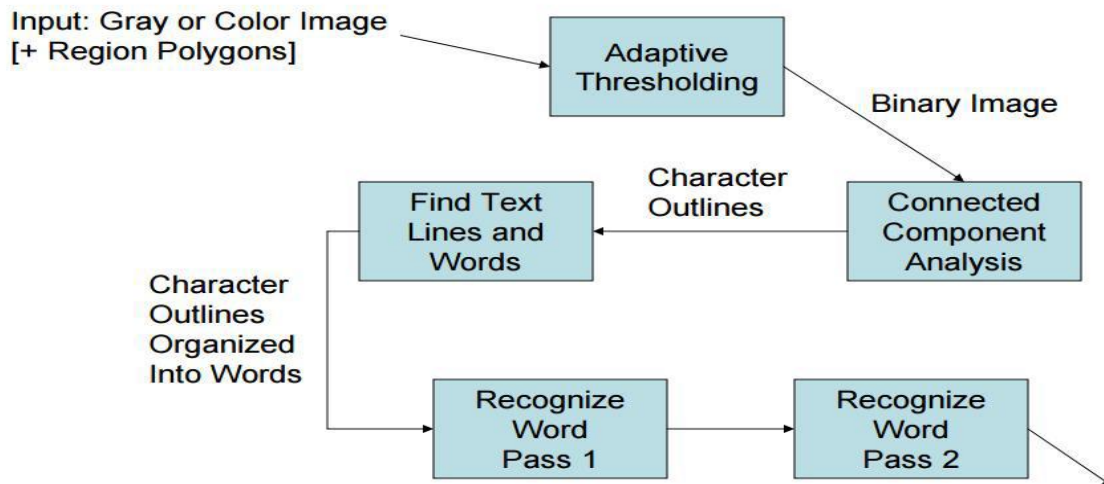 Input: Gray or Color Image
[+ Region Polygons]
Adaptive
Thresholding
Binary Image
Character
Outlines
Find Text
Lines and
Words
Connected
Component
Analysis
Character
Outlines
Organized
Into Words
Recognize
Word
Pass 1
Recognize
Word
Pass 2